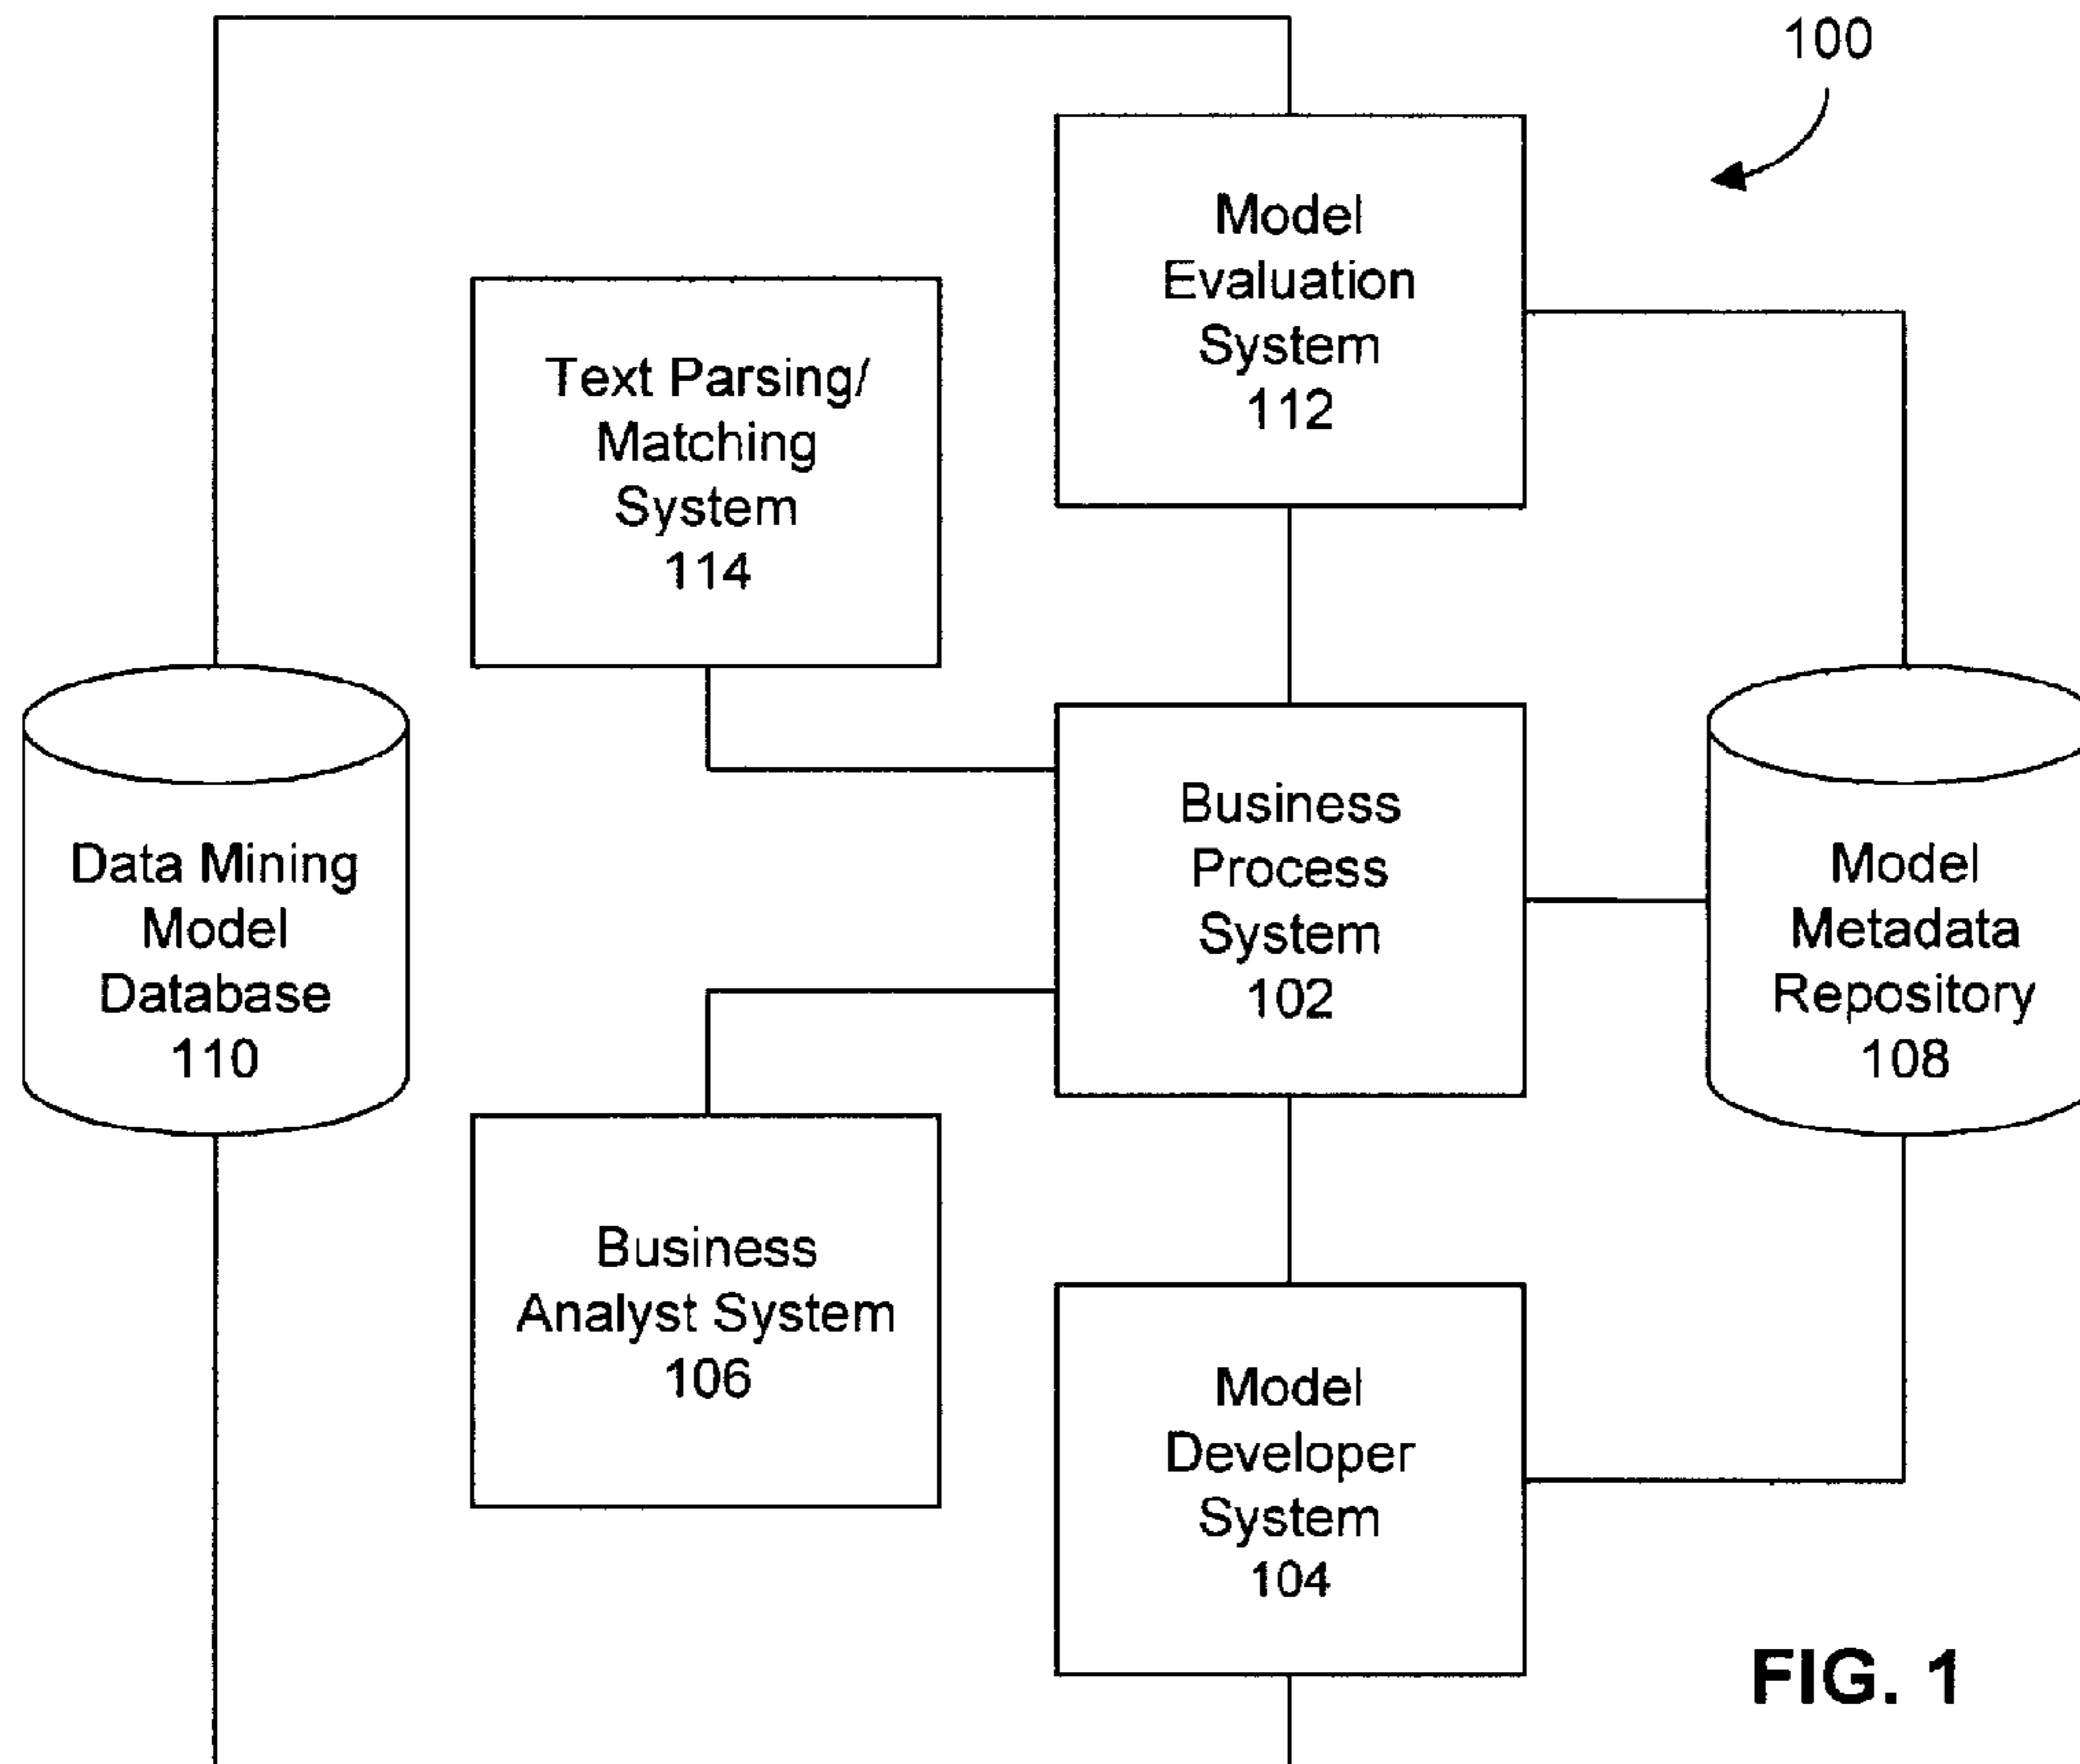 100
Model
Evaluation
System
112
Text Parsing/
Matching
System
114
Business
Process
System
102
Data Mining
Model
Database
110
Model
Metadata
Repository
108
Business
Analyst System
106
Model
Developer
System
104
FIG. 1